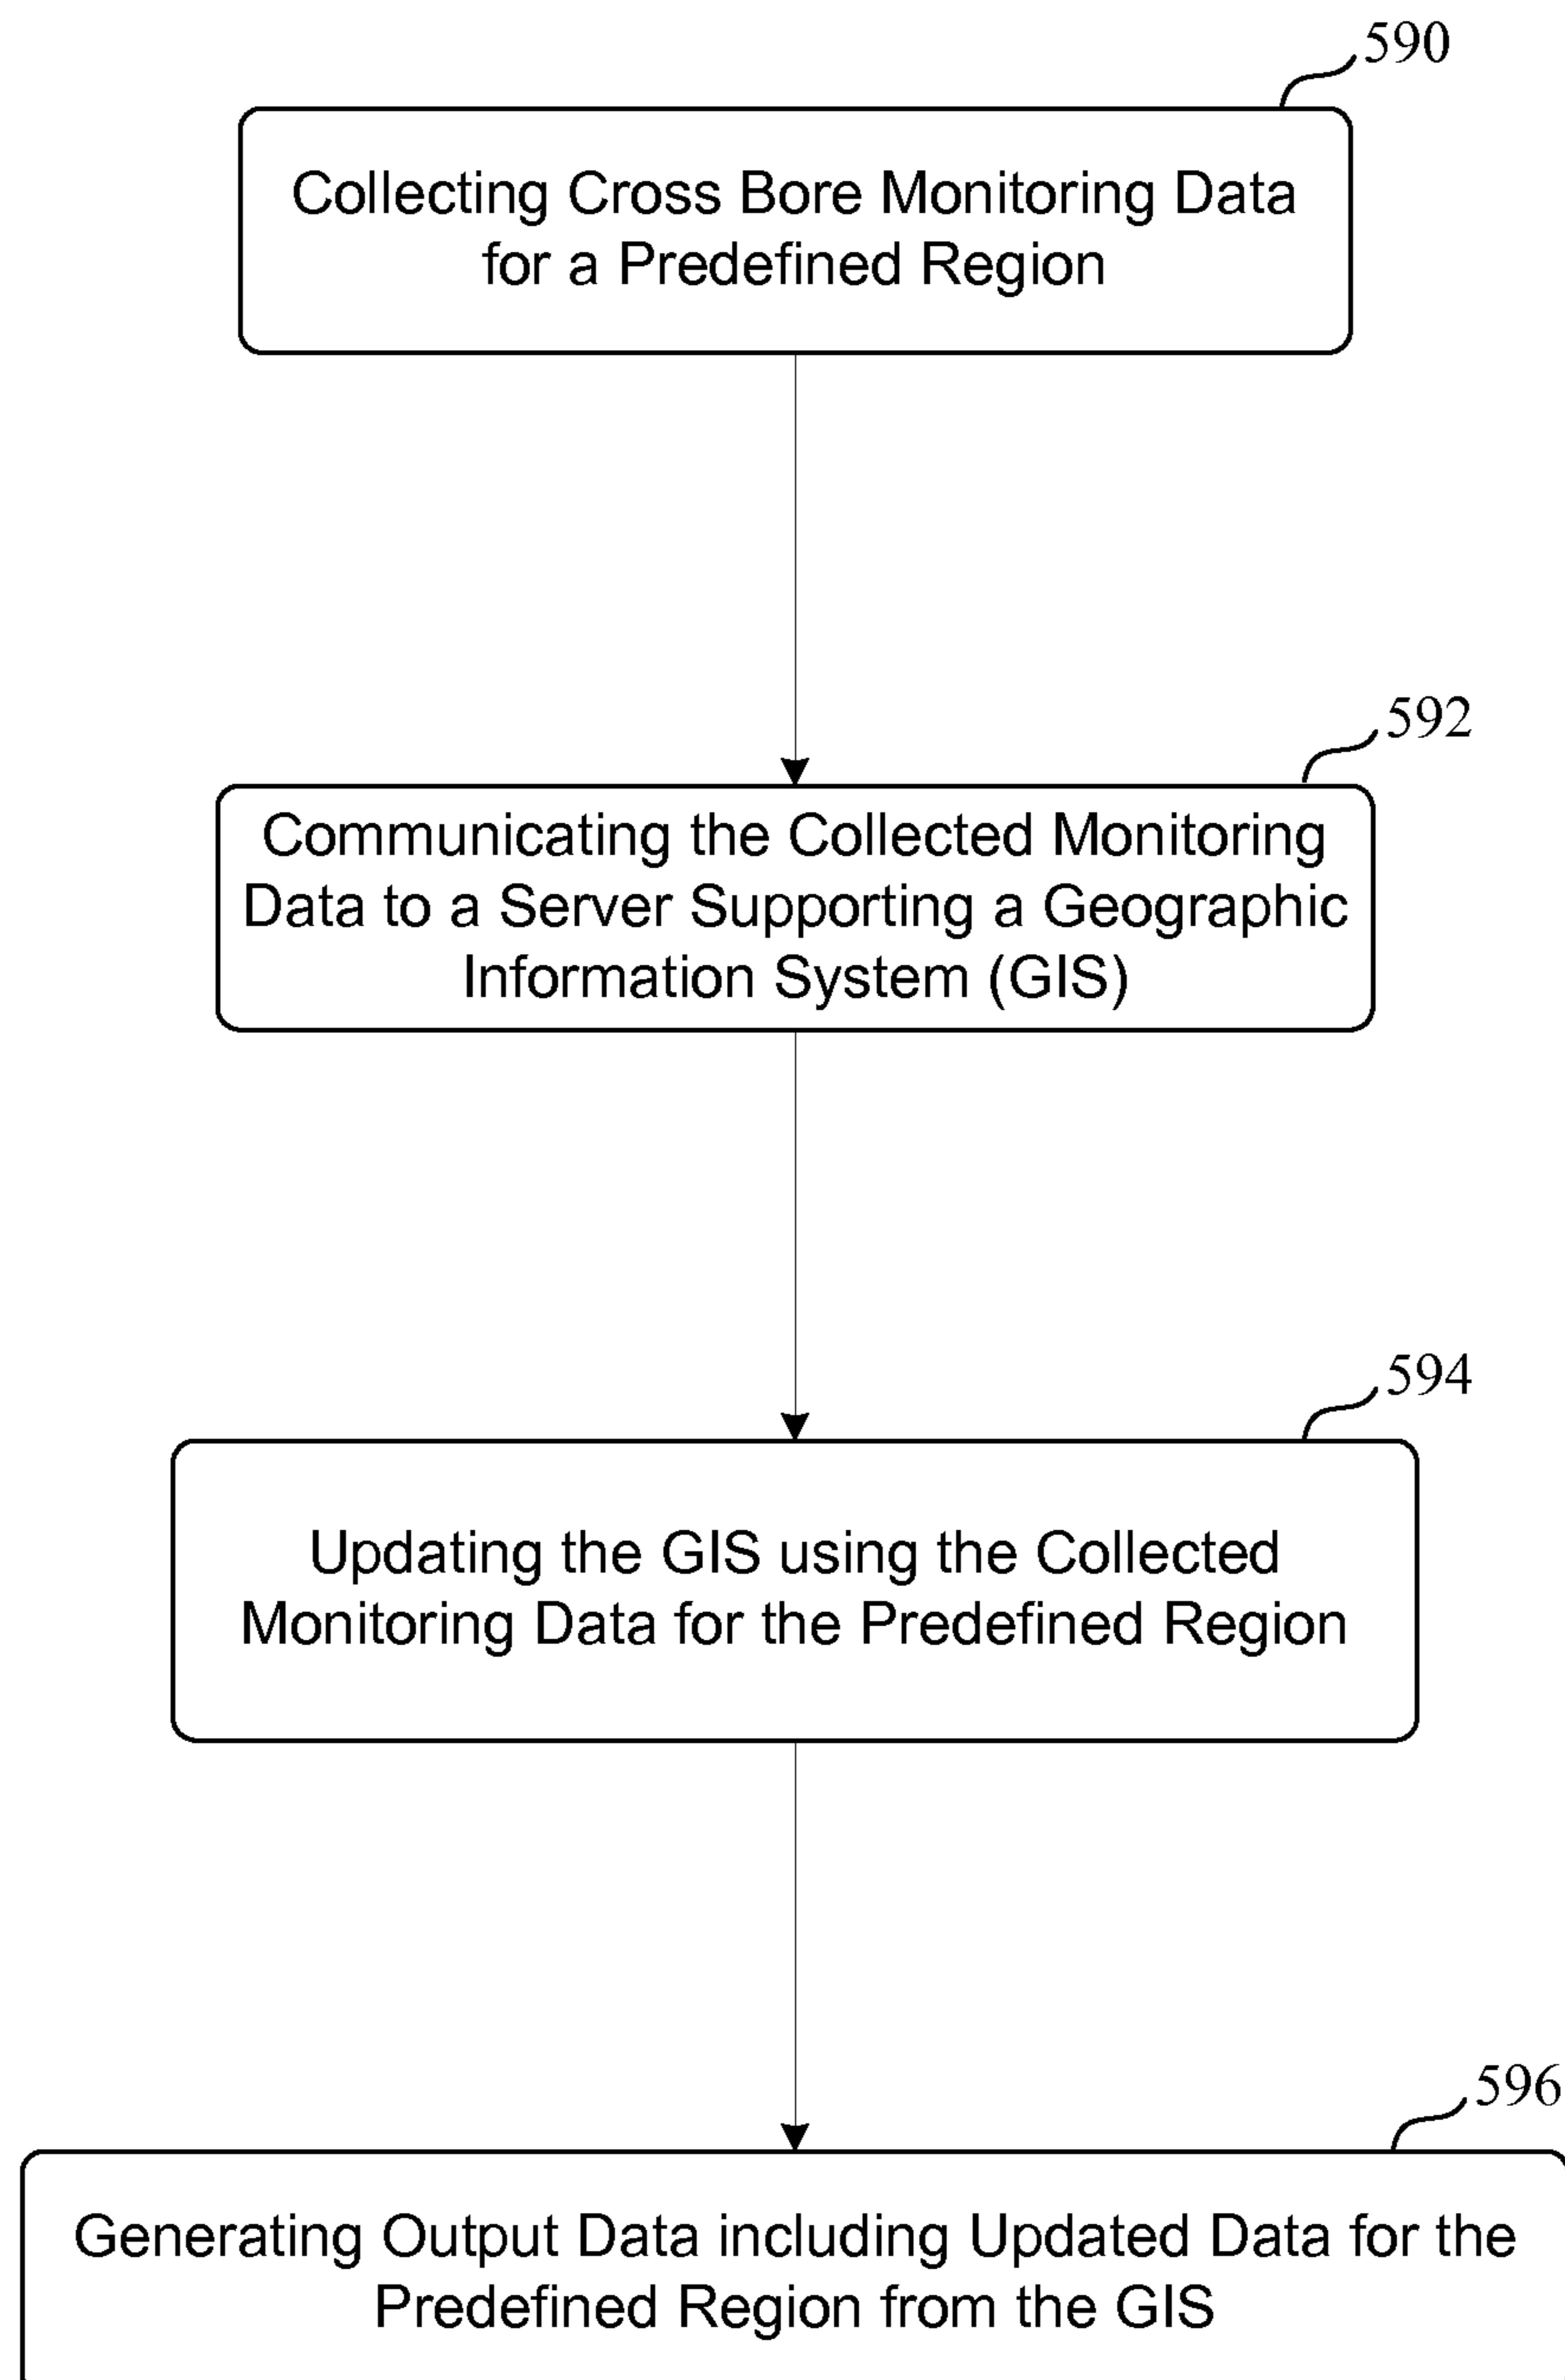 590
Collecting Cross Bore Monitoring Data
for a Predefined Region
592
Communicating the Collected Monitoring
Data to a Server Supporting a Geographic
Information System (GIS)
594
Updating the GIS using the Collected
Monitoring Data for the Predefined Region
596
Generating Output Data including Updated Data for the
Predefined Region from the GIS